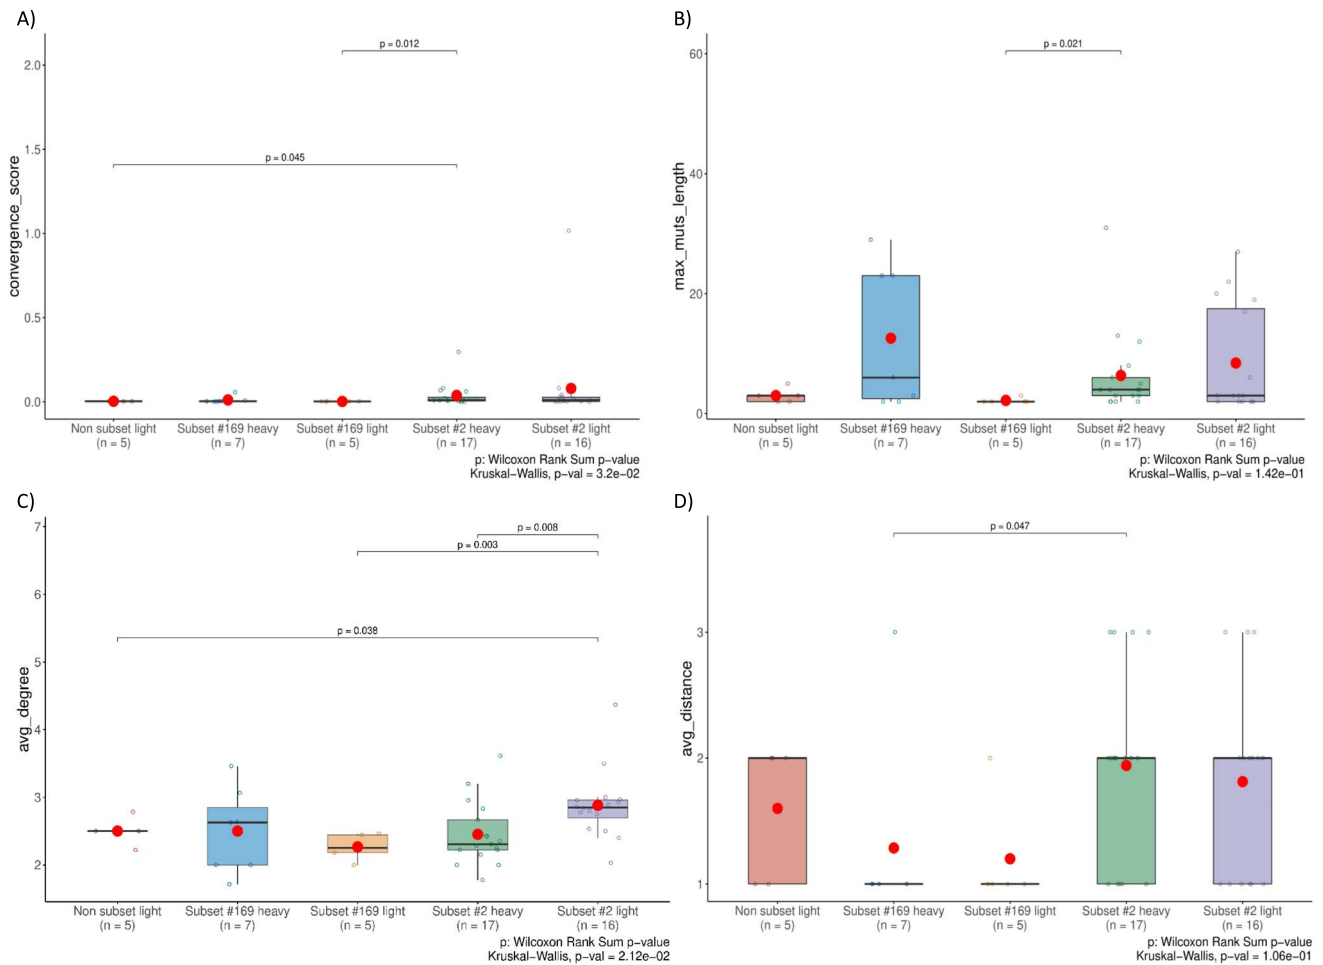 A)
p = 0.012
p = 0.045
convergence_score
2.0
1.5
1.0
0.5
0.0
Non subset light
(n = 5)
Subset #169 heavy
(n = 7)
Subset #169 light
(n = 5)
Subset #2 heavy
(n = 17)
Subset #2 light
(n = 16)
p: Wilcoxon Rank Sum p-value
Kruskal-Wallis, p-val = 3.2e-02
B)
p = 0.021
max_muts_length
60
40
20
0
Non subset light
(n = 5)
Subset #169 heavy
(n = 7)
Subset #169 light
(n = 5)
Subset #2 heavy
(n = 17)
Subset #2 light
(n = 16)
p: Wilcoxon Rank Sum p-value
Kruskal-Wallis, p-val = 1.42e-01
C)
p = 0.008
p = 0.003
p = 0.038
avg_degree
7
6
5
4
3
2
Non subset light
(n = 5)
Subset #169 heavy
(n = 7)
Subset #169 light
(n = 5)
Subset #2 heavy
(n = 17)
Subset #2 light
(n = 16)
p: Wilcoxon Rank Sum p-value
Kruskal-Wallis, p-val = 2.12e-02
D)
p = 0.047
avg_distance
3
2
1
Non subset light
(n = 5)
Subset #169 heavy
(n = 7)
Subset #169 light
(n = 5)
Subset #2 heavy
(n = 17)
Subset #2 light
(n = 16)
p: Wilcoxon Rank Sum p-value
Kruskal-Wallis, p-val = 1.06e-01